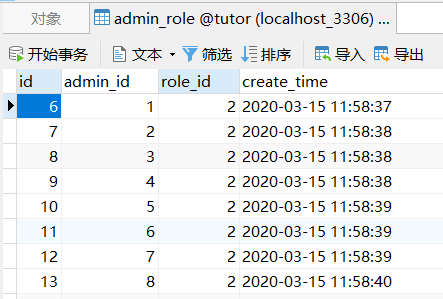 对象 admin_role @tutor (localhost_3306) ...
开始事务 文本 筛选 排序 导入 导出
id admin_id role_id create_time
6 1 2 2020-03-15 11:58:37
7 2 2 2020-03-15 11:58:38
8 3 2 2020-03-15 11:58:38
9 4 2 2020-03-15 11:58:38
10 5 2 2020-03-15 11:58:39
11 6 2 2020-03-15 11:58:39
12 7 2 2020-03-15 11:58:39
13 8 2 2020-03-15 11:58:40